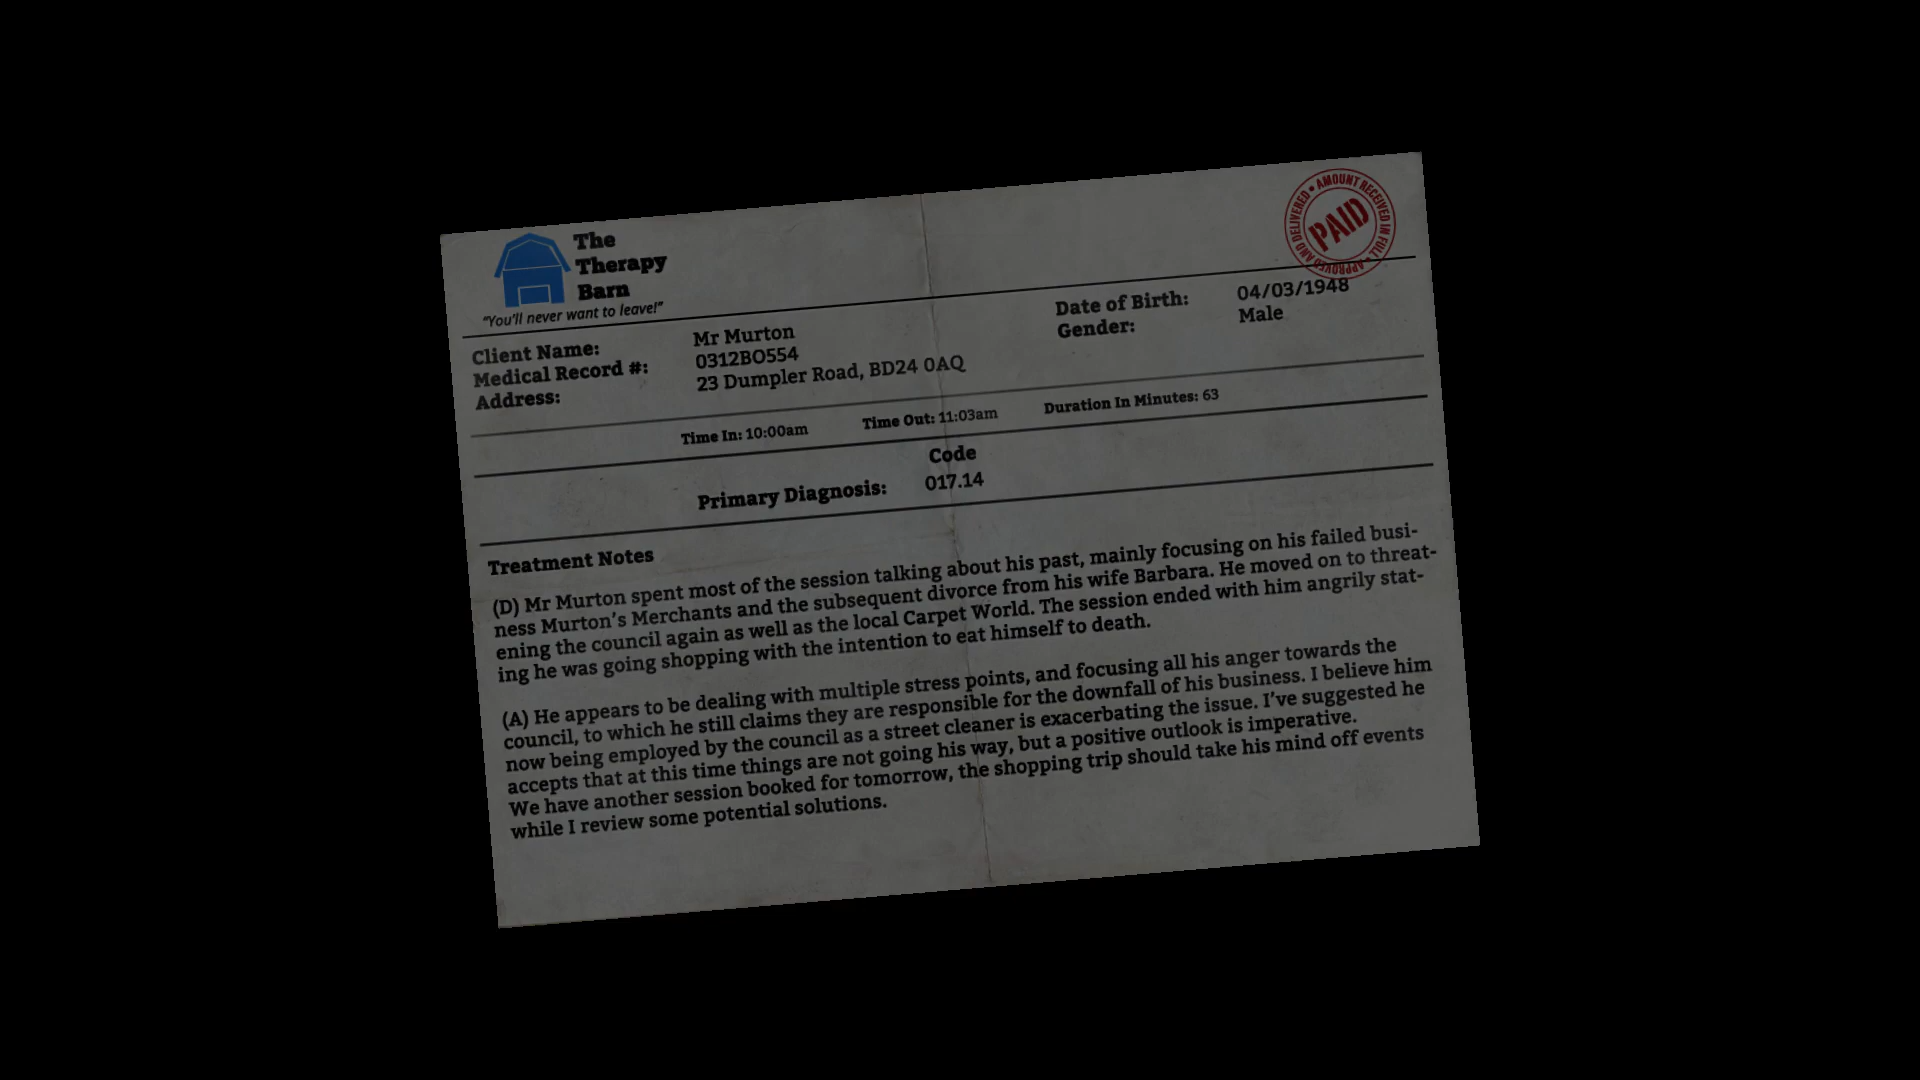 The
Therapy
Barn
"You'll never want to leave!"
AMOUNT RECEIVED IN FULL • APPROVED AND DELIVERED •
PAID
Client Name: Mr Murton
Medical Record #: 0312BO554
Address: 23 Dumpler Road, BD24 0AQ
Date of Birth: 04/03/1948
Gender: Male
Time In: 10:00am Time Out: 11:03am Duration In Minutes: 63
Code
Primary Diagnosis: 017.14
Treatment Notes
(D) Mr Murton spent most of the session talking about his past, mainly focusing on his failed busi-
ness Murton's Merchants and the subsequent divorce from his wife Barbara. He moved on to threat-
ening the council again as well as the local Carpet World. The session ended with him angrily stat-
ing he was going shopping with the intention to eat himself to death.
(A) He appears to be dealing with multiple stress points, and focusing all his anger towards the
council, to which he still claims they are responsible for the downfall of his business. I believe him
now being employed by the council as a street cleaner is exacerbating the issue. I've suggested he
accepts that at this time things are not going his way, but a positive outlook is imperative.
We have another session booked for tomorrow, the shopping trip should take his mind off events
while I review some potential solutions.